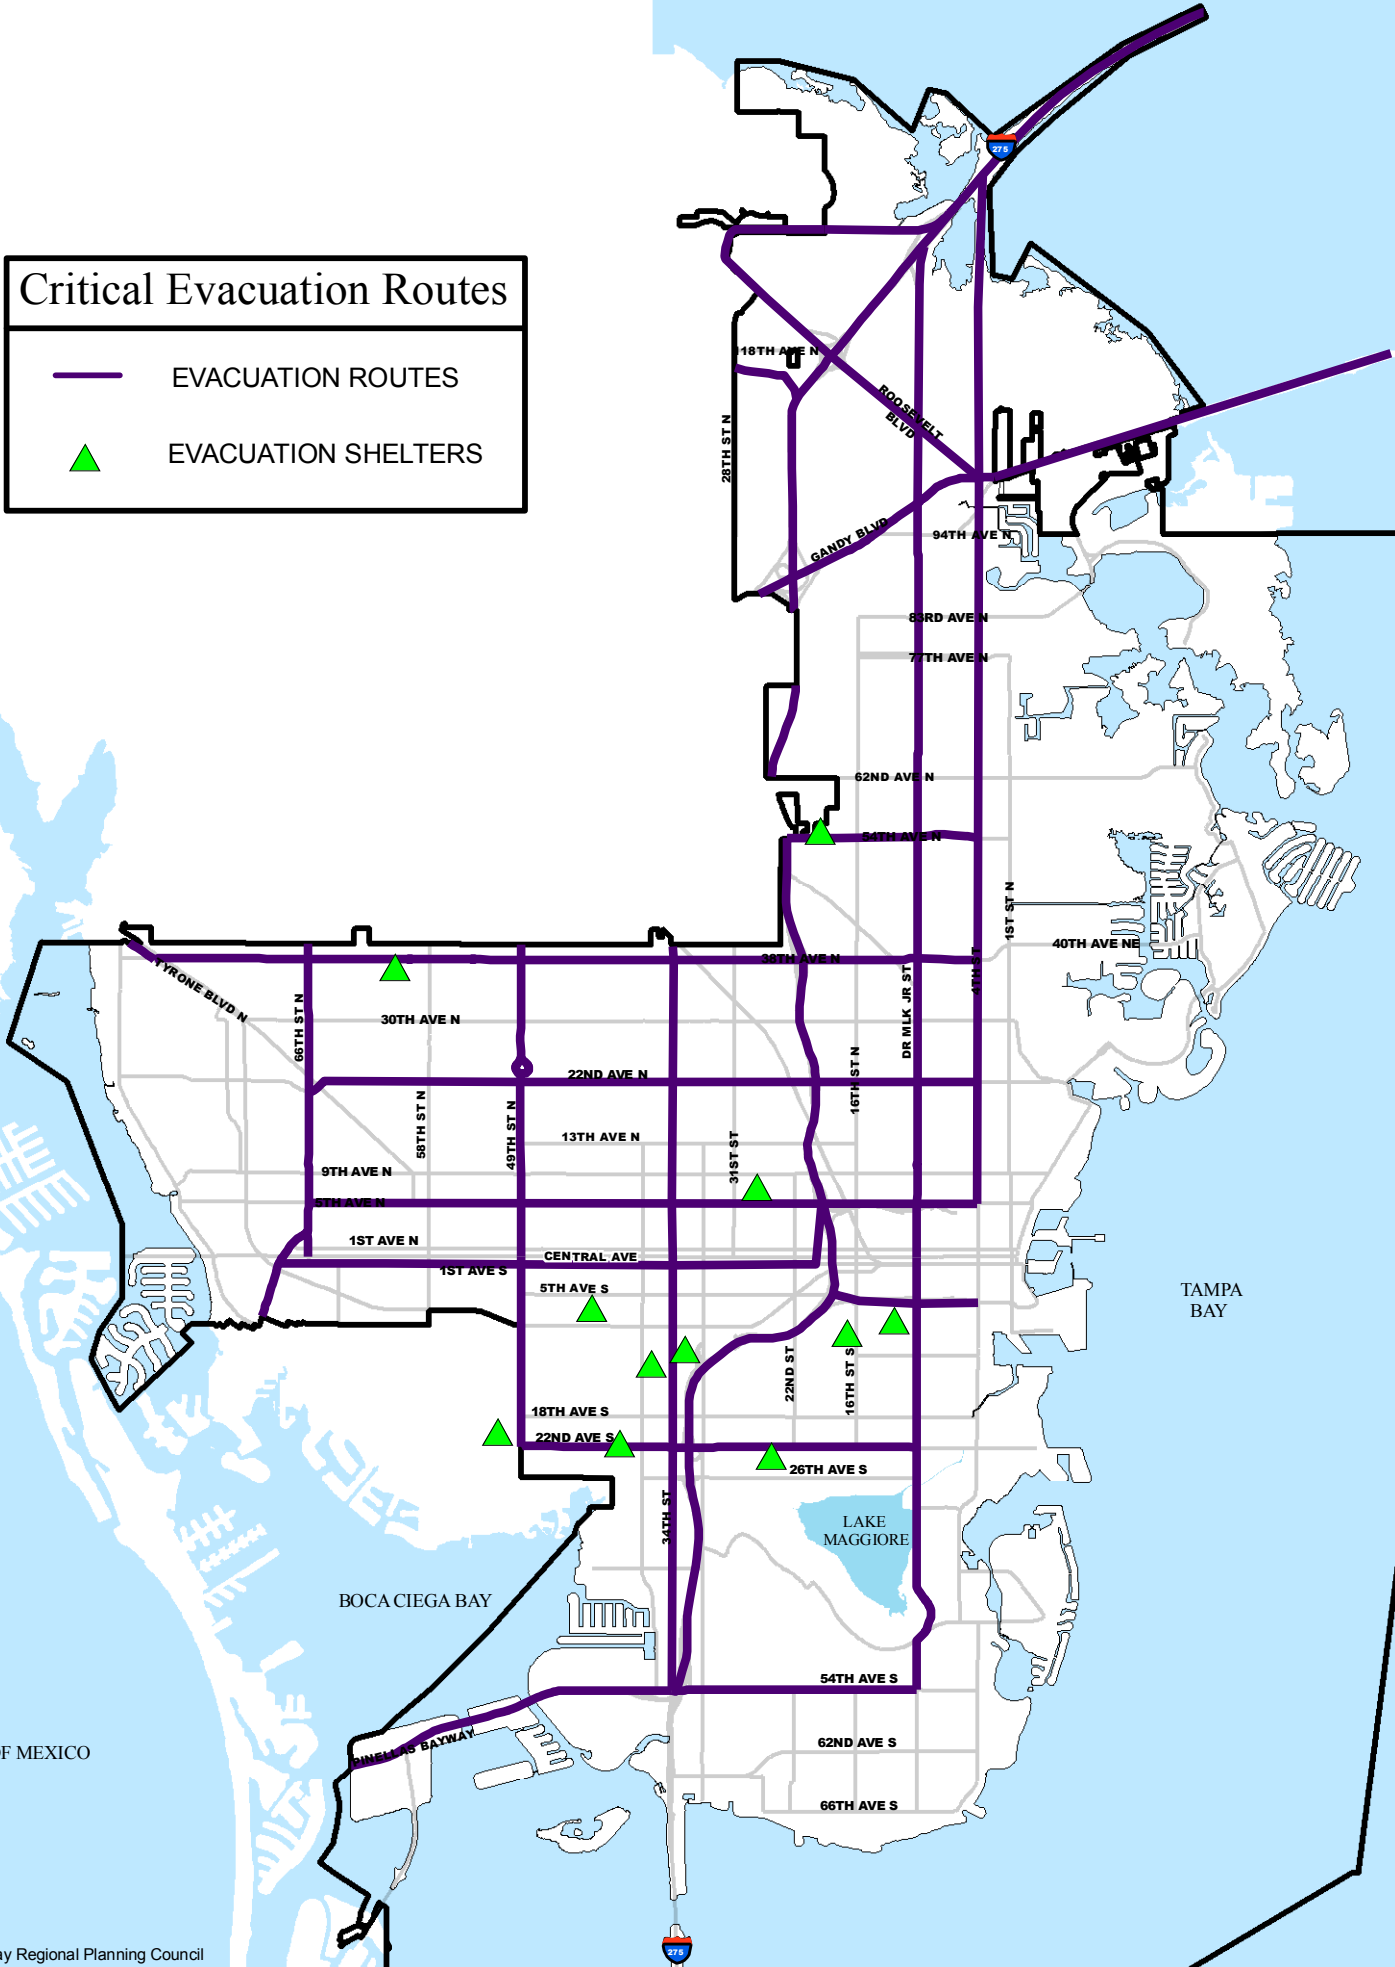 275
Critical Evacuation Routes
EVACUATION ROUTES
EVACUATION SHELTERS
118TH AVE N
ROOSEVELT
BLVD
28TH ST N
GANDY BLVD
94TH AVE N
83RD AVE N
77TH AVE N
62ND AVE N
54TH AVE N
1ST ST N
40TH AVE NE
38TH AVE N
4TH ST
TYRONE BLVD N
DR MLK JR ST
66TH ST N
30TH AVE N
16TH ST N
22ND AVE N
58TH ST N
49TH ST N
13TH AVE N
31ST ST
9TH AVE N
5TH AVE N
1ST AVE N
CENTRAL AVE
1ST AVE S
5TH AVE S
TAMPA
BAY
22ND ST
16TH ST S
18TH AVE S
22ND AVE S
26TH AVE S
34TH ST
LAKE
MAGGIORE
BOCA CIEGA BAY
54TH AVE S
PINELLAS BAYWAY
62ND AVE S
F MEXICO
66TH AVE S
275
ay Regional Planning Council